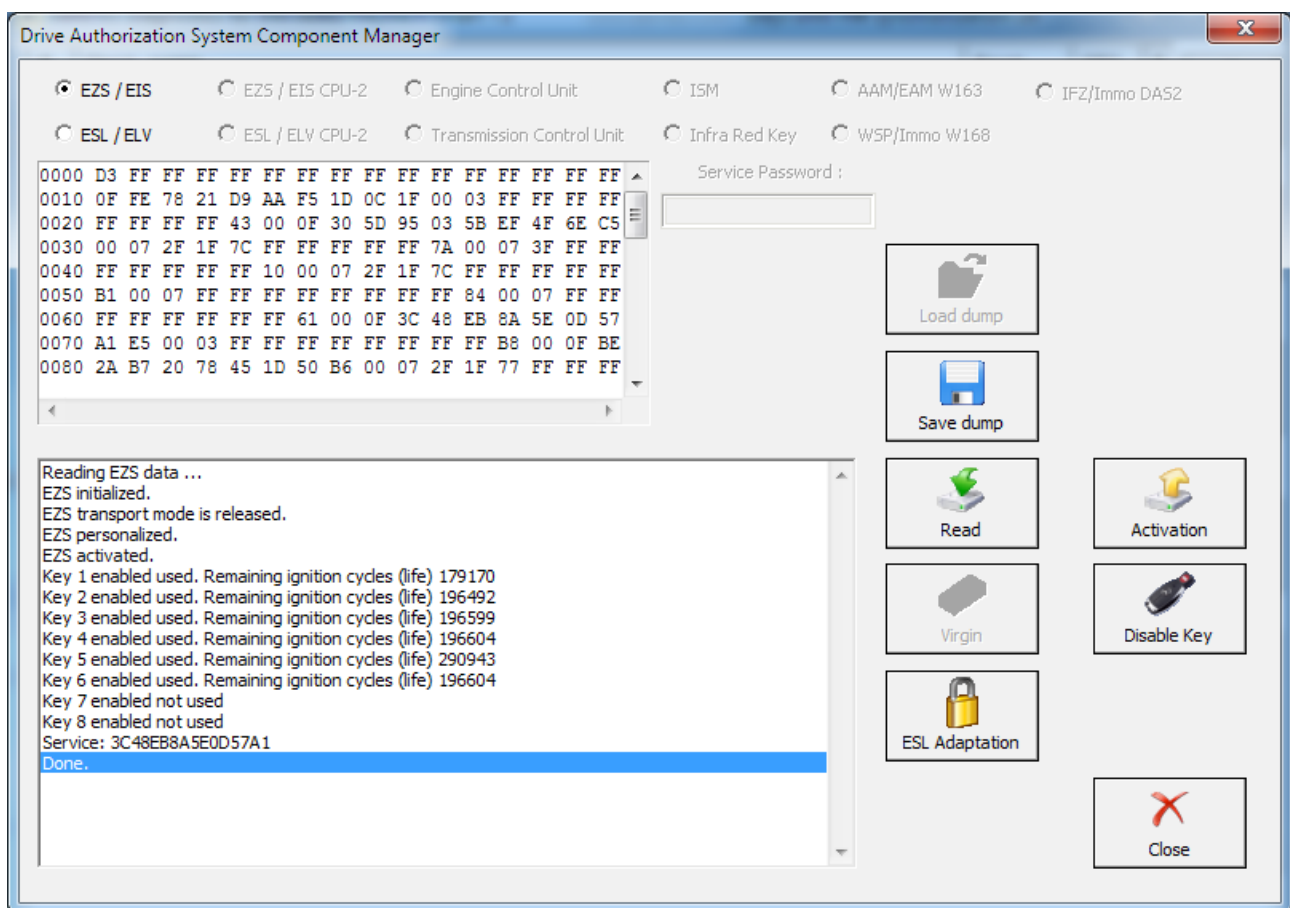 Drive Authorization System Component Manager
EZS / EIS
EZS / EIS CPU-2
Engine Control Unit
ISM
AAM/EAM W163
IFZ/Immo DAS2
ESL / ELV
ESL / ELV CPU-2
Transmission Control Unit
Infra Red Key
WSP/Immo W168
0000 D3 FF FF FF FF FF FF FF FF FF FF FF FF FF FF FF
0010 0F FE 78 21 D9 AA F5 1D 0C 1F 00 03 FF FF FF FF
0020 FF FF FF FF 43 00 0F 30 5D 95 03 5B EF 4F 6E C5
0030 00 07 2F 1F 7C FF FF FF FF FF 7A 00 07 3F FF FF
0040 FF FF FF FF FF 10 00 07 2F 1F 7C FF FF FF FF FF
0050 B1 00 07 FF FF FF FF FF FF FF FF 84 00 07 FF FF
0060 FF FF FF FF FF FF 61 00 0F 3C 48 EB 8A 5E 0D 57
0070 A1 E5 00 03 FF FF FF FF FF FF FF FF B8 00 0F BE
0080 2A B7 20 78 45 1D 50 B6 00 07 2F 1F 77 FF FF FF
Service Password :
Load dump
Save dump
Reading EZS data ...
EZS initialized.
EZS transport mode is released.
EZS personalized.
EZS activated.
Key 1 enabled used. Remaining ignition cycles (life) 179170
Key 2 enabled used. Remaining ignition cycles (life) 196492
Key 3 enabled used. Remaining ignition cycles (life) 196599
Key 4 enabled used. Remaining ignition cycles (life) 196604
Key 5 enabled used. Remaining ignition cycles (life) 290943
Key 6 enabled used. Remaining ignition cycles (life) 196604
Key 7 enabled not used
Key 8 enabled not used
Service: 3C48EB8A5E0D57A1
Done.
Read
Activation
Virgin
Disable Key
ESL Adaptation
Close